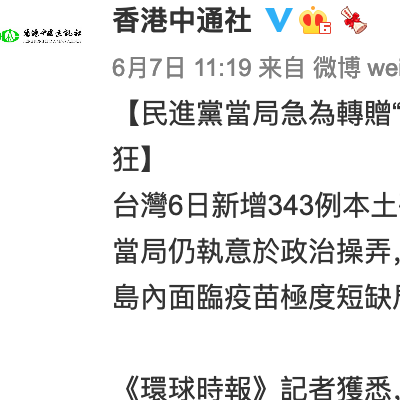 香港中通社
6月7日 11:19 来自 微博 wei
【民進黨當局急為轉贈“
狂】
台灣6日新增343例本土
當局仍執意於政治操弄，
島內面臨疫苗極度短缺
《環球時報》記者獲悉，